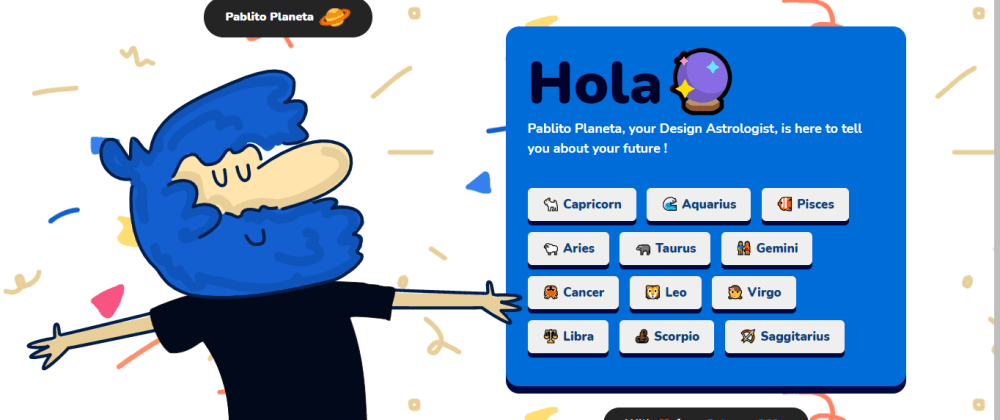 Pablito Planeta
Hola
Pablito Planeta, your Design Astrologist, is here to tell
you about your future !
Capricorn
Aquarius
Pisces
Aries
Taurus
Gemini
Cancer
Leo
Virgo
Libra
Scorpio
Saggitarius